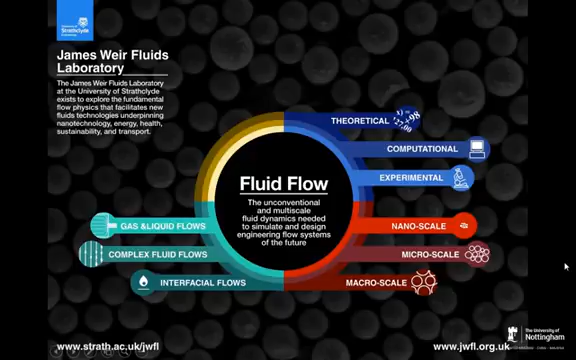 University of
Strathclyde
James Weir Fluids
Laboratory
The James Weir Fluids Laboratory
at the University of Strathclyde
exists to explore the fundamental
flow physics that facilitates new
fluids technologies underpinning
nanotechnology, energy, health,
sustainability, and transport.
THEORETICAL
COMPUTATIONAL
EXPERIMENTAL
Fluid Flow
The unconventional
and multiscale
fluid dynamics needed
to simulate and design
engineering flow systems
of the future
GAS &LIQUID FLOWS
COMPLEX FLUID FLOWS
INTERFACIAL FLOWS
NANO-SCALE
MICRO-SCALE
MACRO-SCALE
www.strath.ac.uk/jwfl
www.jwfl.org.uk
The University of
Nottingham